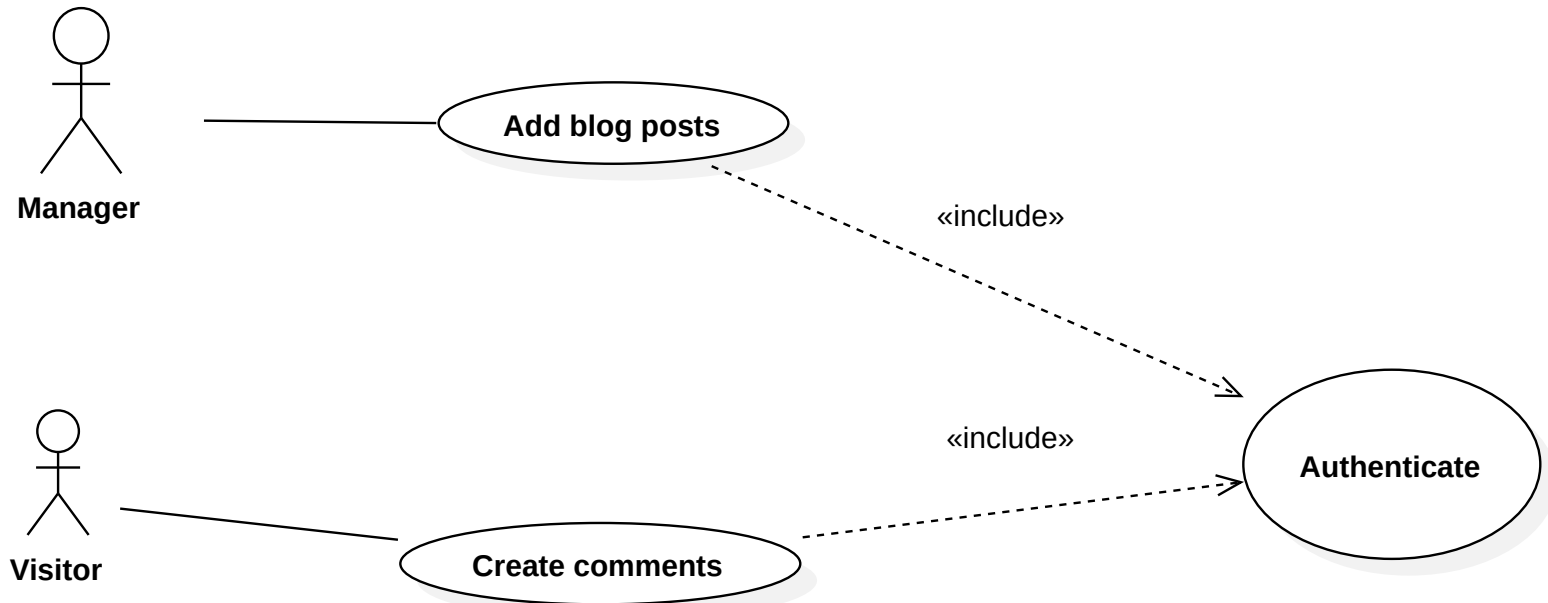 Add blog posts
Manager
«include»
«include»
Authenticate
Create comments
Visitor